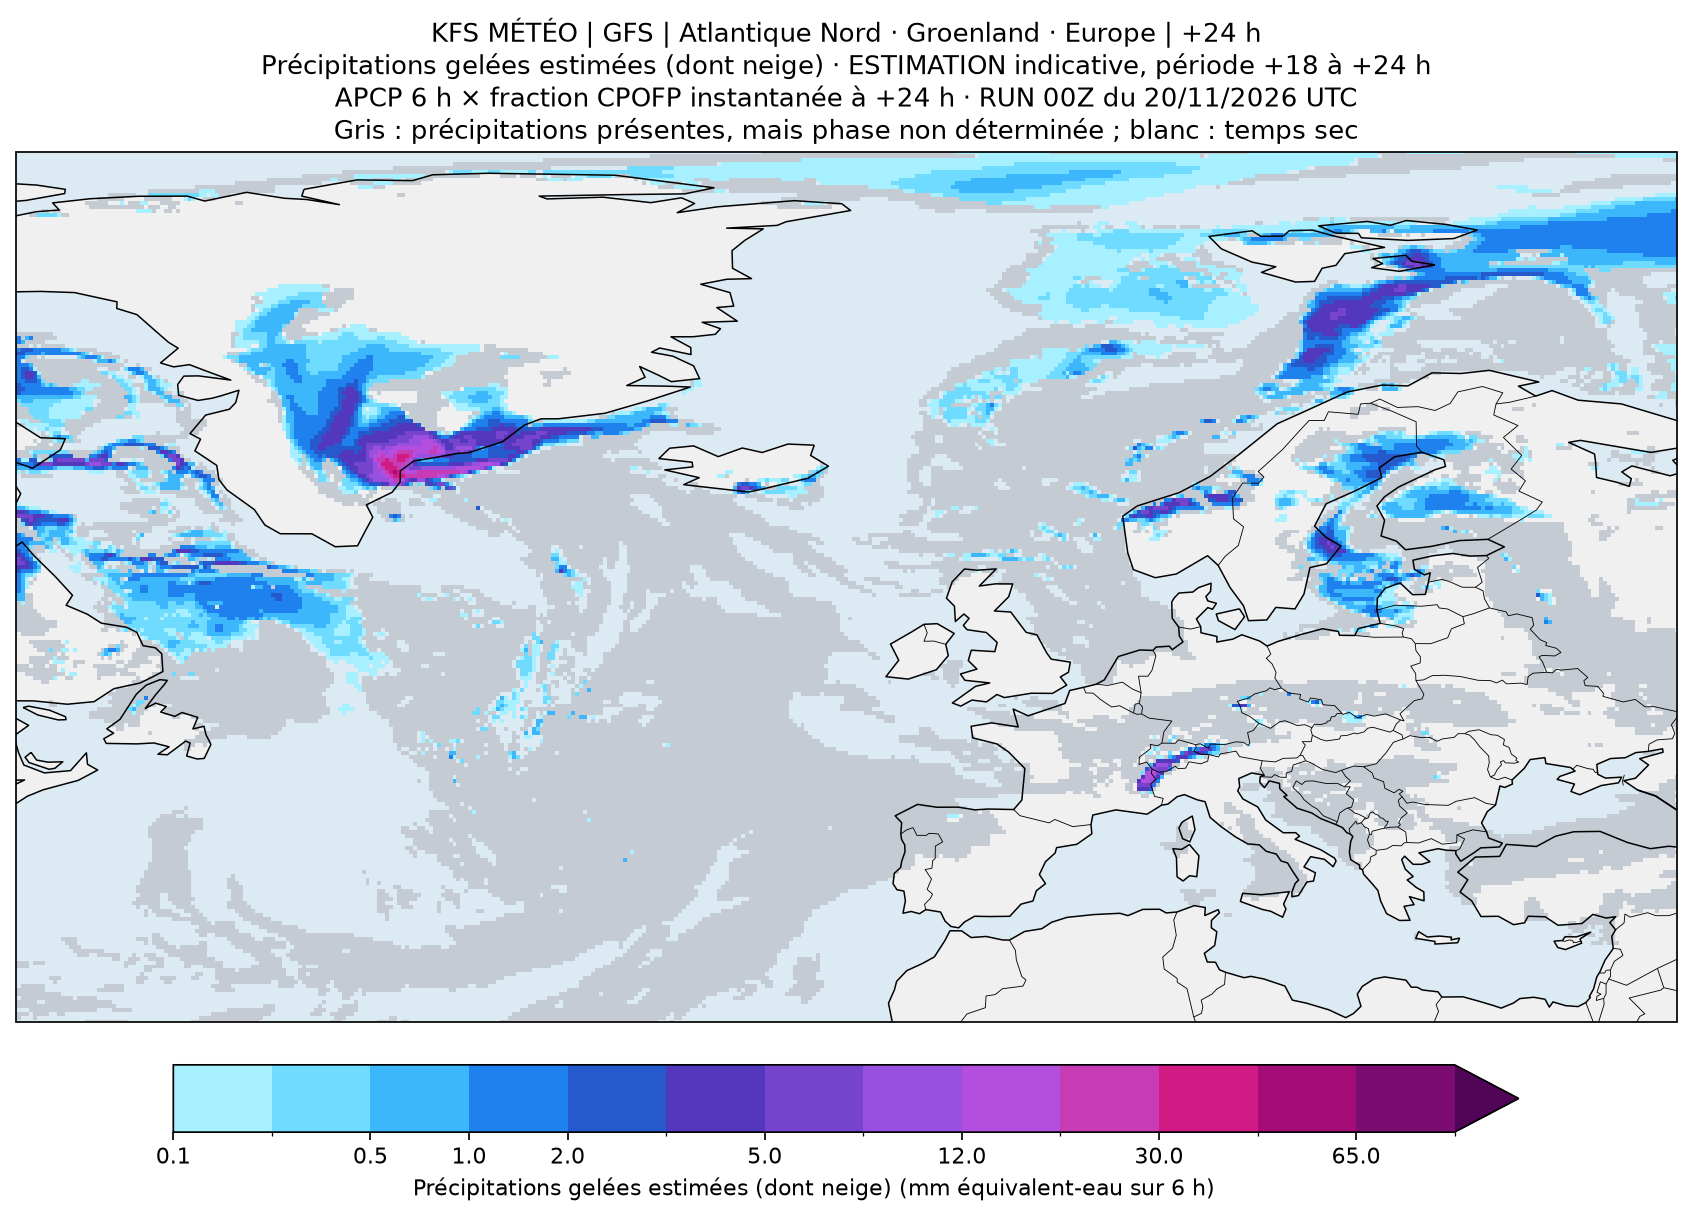 KFS MÉTÉO | GFS | Atlantique Nord · Groenland · Europe | +24 h
Précipitations gelées estimées (dont neige) · ESTIMATION indicative, période +18 à +24 h
APCP 6 h × fraction CPOFP instantanée à +24 h · RUN 00Z du 20/11/2026 UTC
Gris : précipitations présentes, mais phase non déterminée ; blanc : temps sec
0.1 0.5 1.0 2.0 5.0 12.0 30.0 65.0
Précipitations gelées estimées (dont neige) (mm équivalent-eau sur 6 h)